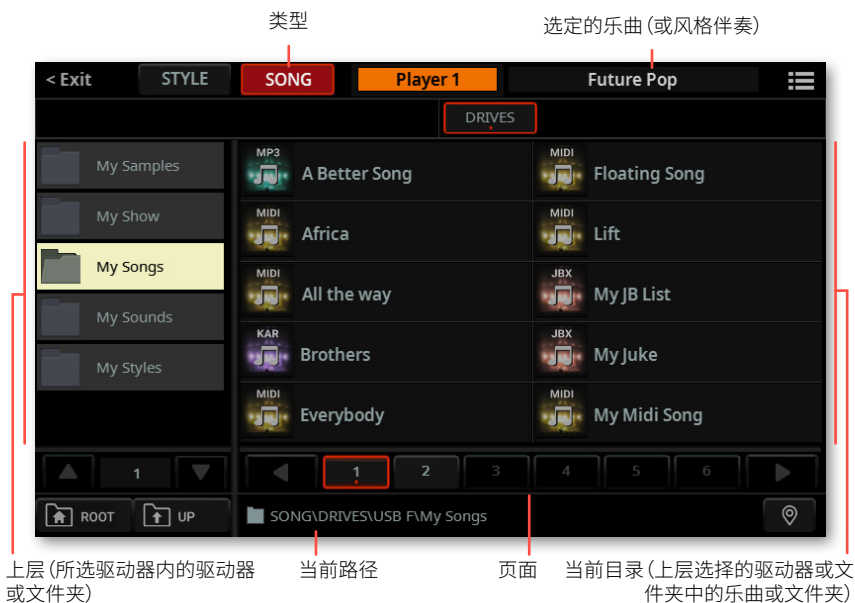 类型
选定的乐曲（或风格伴奏）
< Exit
STYLE
SONG
Player 1
Future Pop
DRIVES
My Samples
My Show
My Songs
My Sounds
My Styles
MP3
A Better Song
MIDI
Floating Song
MIDI
Africa
MIDI
Lift
MIDI
All the way
JBX
My JB List
KAR
Brothers
JBX
My Juke
MIDI
Everybody
MIDI
My Midi Song
1
1
2
3
4
5
6
ROOT
UP
SONG\DRIVES\USB F\My Songs
上层（所选驱动器内的驱动器
或文件夹）
当前路径
页面
当前目录（上层选择的驱动器或文
件夹中的乐曲或文件夹）